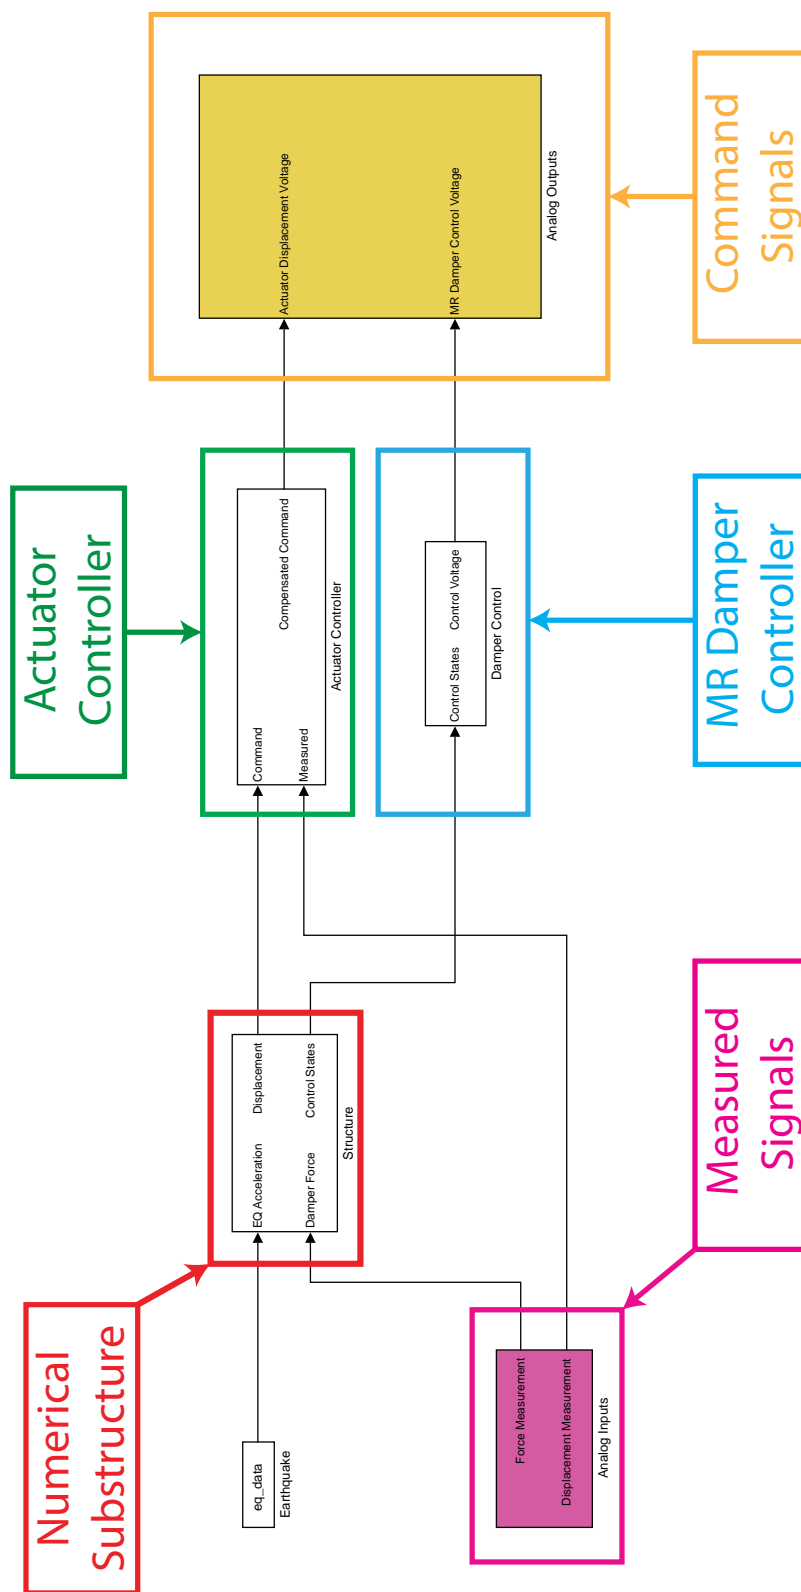 Numerical
Substructure
Actuator
Controller
eq_data
Earthquake
EQ Acceleration
Displacement
Damper Force
Control States
Structure
Command
Measured
Compensated Command
Actuator Controller
Actuator Displacement Voltage
MR Damper Control Voltage
Analog Outputs
Force Measurement
Displacement Measurement
Analog Inputs
Control States
Control Voltage
Damper Control
Measured
Signals
MR Damper
Controller
Command
Signals